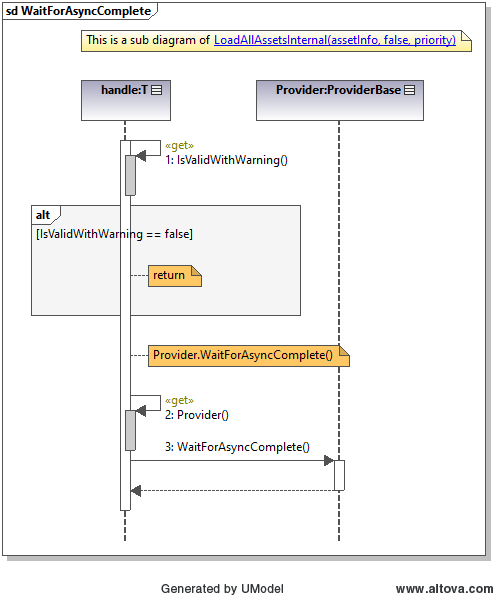 sd WaitForAsyncComplete
This is a sub diagram of LoadAllAssetsInternal(assetInfo, false, priority)
handle:T
Provider:ProviderBase
«get»
1: IsValidWithWarning()
alt
[IsValidWithWarning == false]
return
Provider.WaitForAsyncComplete()
«get»
2: Provider()
3: WaitForAsyncComplete()
Generated by UModel
www.altova.com